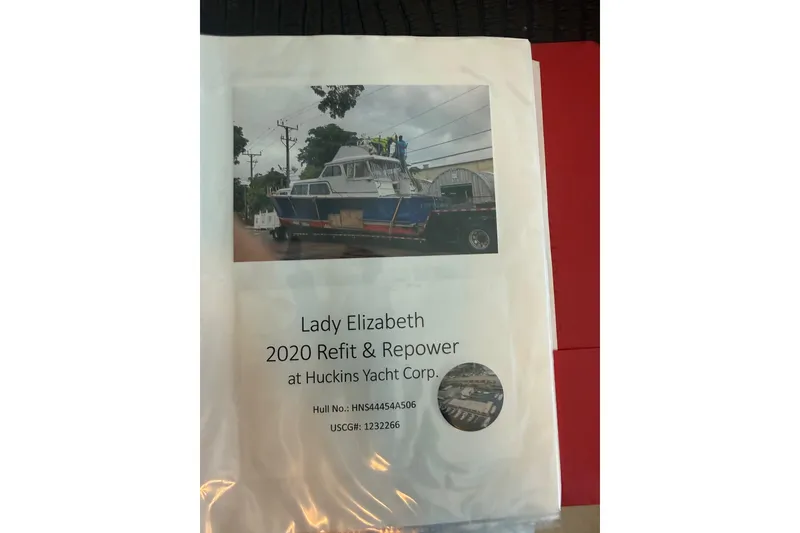 Lady Elizabeth
2020 Refit & Repower
at Huckins Yacht Corp.
Hull No.: HNS44454A506
USCG#: 1232266